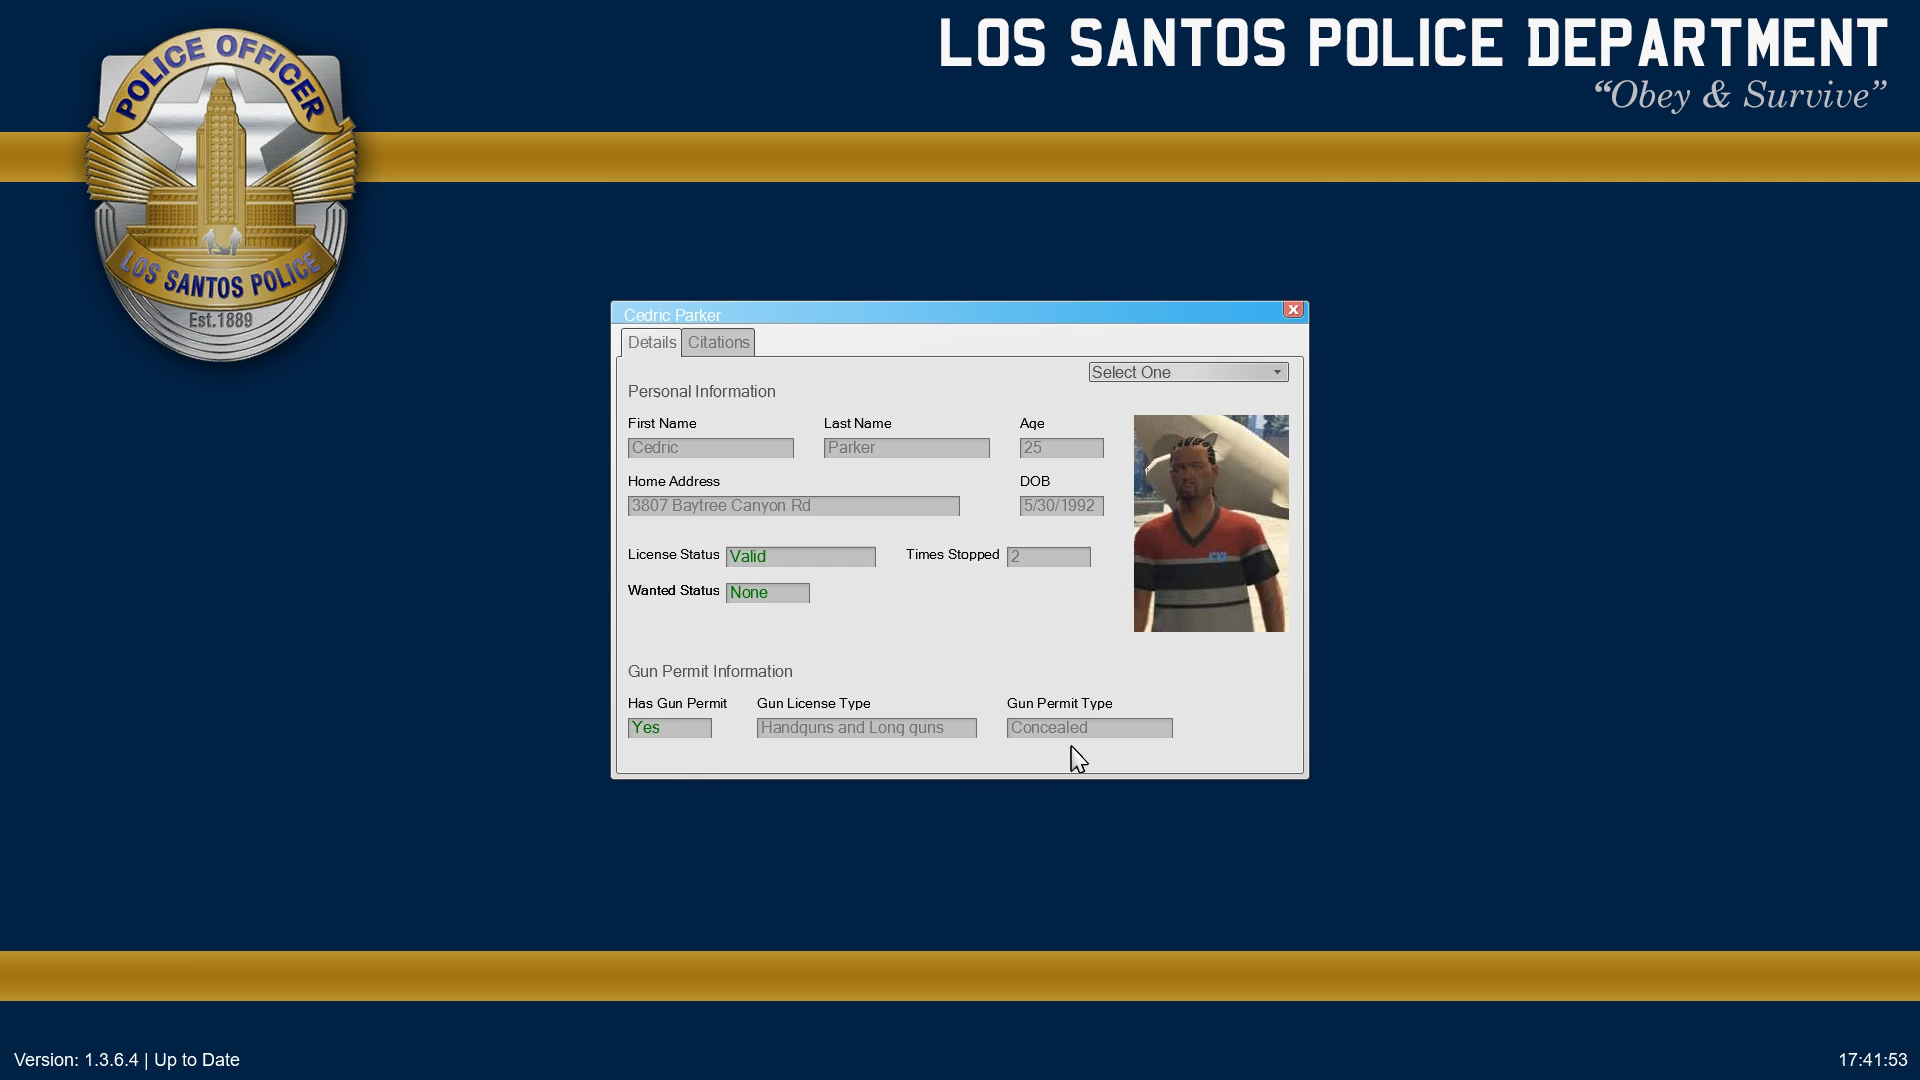 LOS SANTOS POLICE DEPARTMENT
“Obey & Survive”
POLICE OFFICER
LOS SANTOS POLICE
Est.1889
Cedric Parker
Details Citations
Select One
Personal Information
First Name Last Name Age
Cedric Parker 25
Home Address DOB
3807 Baytree Canyon Rd 5/30/1992
License Status Valid Times Stopped 2
Wanted Status None
Gun Permit Information
Has Gun Permit Gun License Type Gun Permit Type
Yes Handguns and Long guns Concealed
Version: 1.3.6.4 | Up to Date
17:41:53